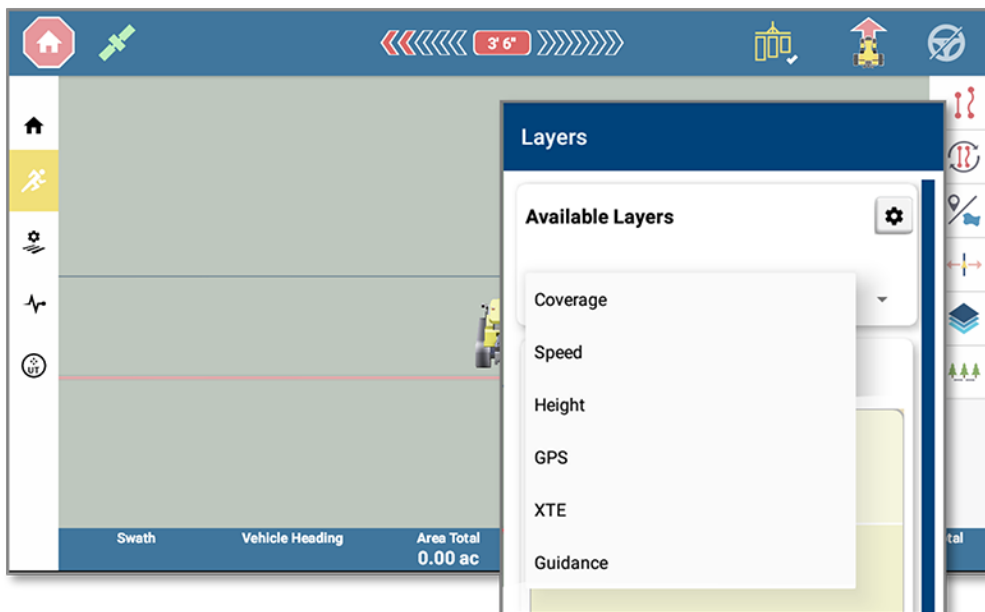 3' 6"
Layers
Available Layers
Coverage
Speed
Height
GPS
XTE
Guidance
UT
Swath
Vehicle Heading
Area Total
tal
0.00 ac